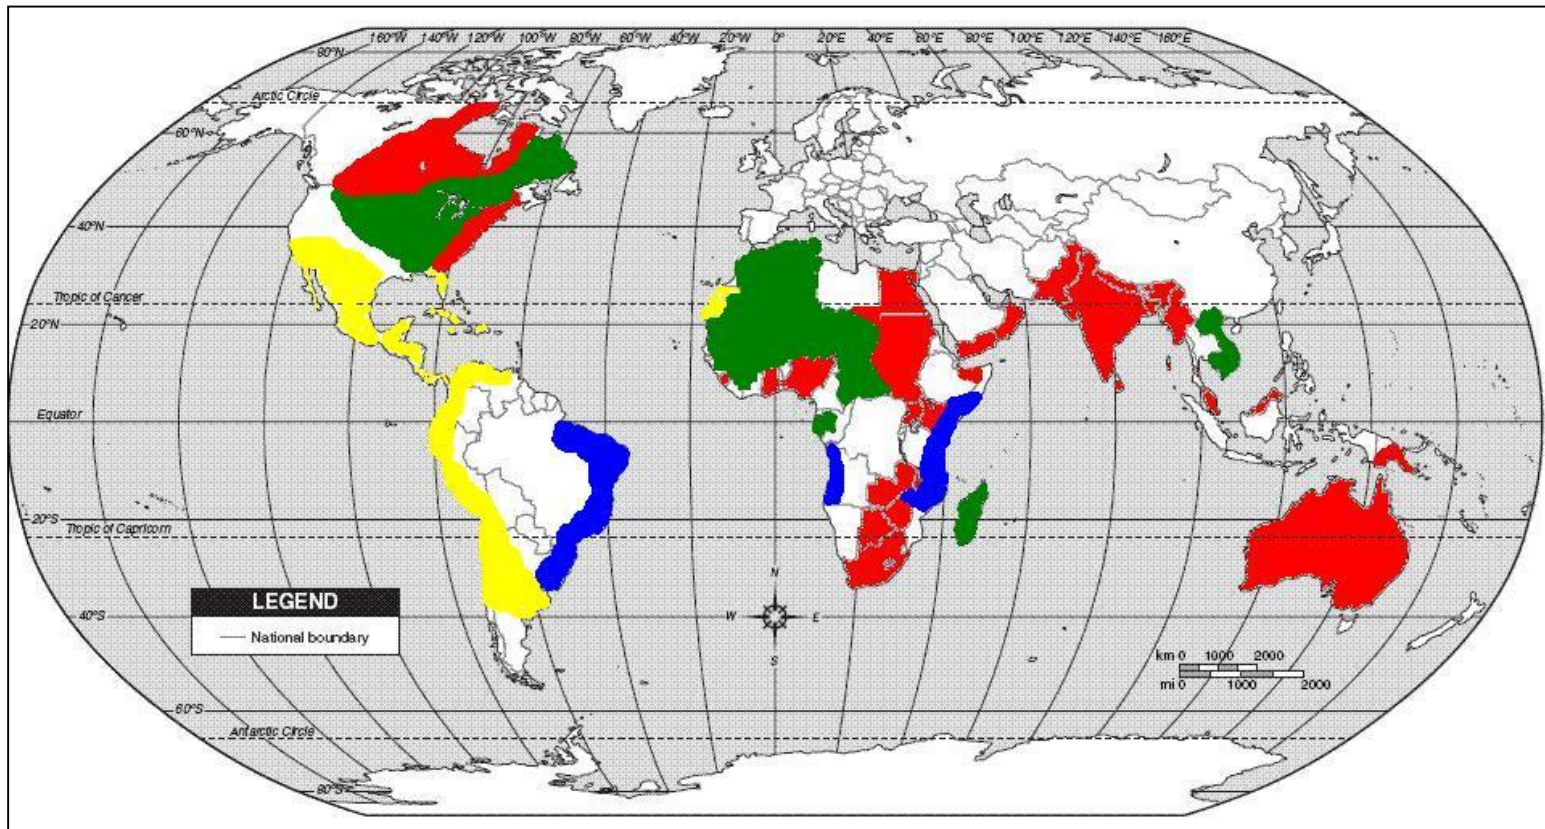 160°W 140°W 120°W 100°W 80°W 60°W 40°W 20°W 0° 20°E 40°E 60°E 80°E 100°E 120°E 140°E 160°E
80°N
Arctic Circle
60°N
40°N
Tropic of Cancer
20°N
Equator
20°S
Tropic of Capricorn
N
LEGEND
40°S
W E
National boundary
S
km 0 1000 2000
mi 0 1000 2000
60°S
Antarctic Circle
80°S